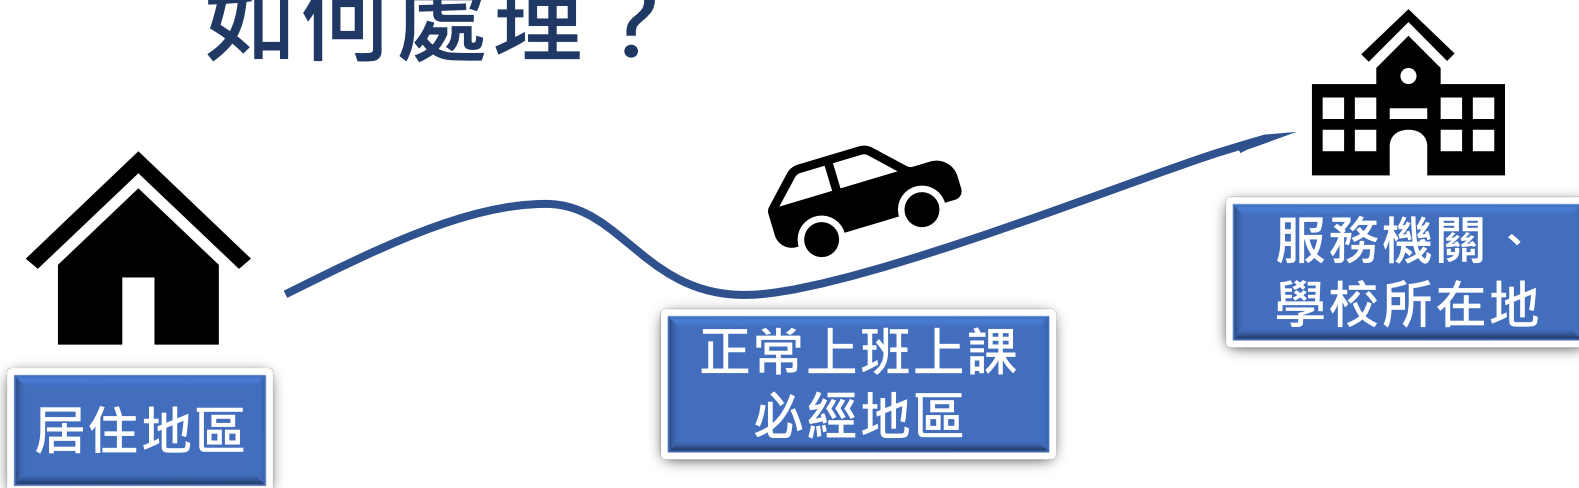 如何處理？
服務機關、
學校所在地
正常上班上課
必經地區
居住地區